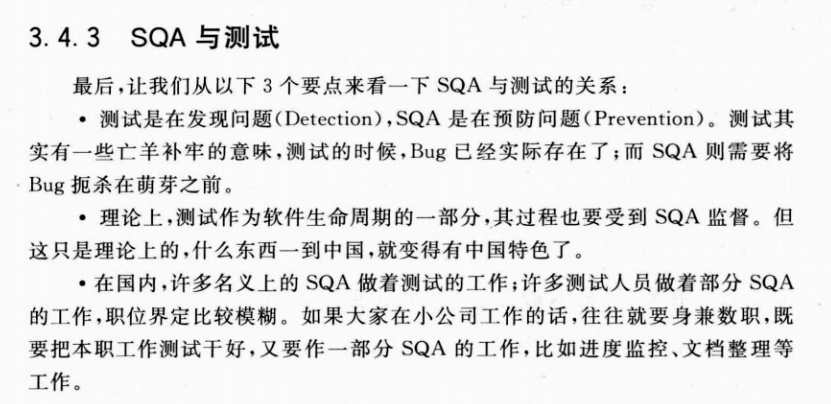 3.4.3 SQA 与测试
最后,让我们从以下 3 个要点来看一下 SQA 与测试的关系：
• 测试是在发现问题(Detection),SQA 是在预防问题(Prevention)。测试其
实有一些亡羊补牢的意味,测试的时候,Bug 已经实际存在了;而 SQA 则需要将
Bug 扼杀在萌芽之前。
• 理论上,测试作为软件生命周期的一部分,其过程也要受到 SQA 监督。但
这只是理论上的,什么东西一到中国,就变得有中国特色了。
• 在国内,许多名义上的 SQA 做着测试的工作;许多测试人员做着部分 SQA
的工作,职位界定比较模糊。如果大家在小公司工作的话,往往就要身兼数职,既
要把本职工作测试干好,又要作一部分 SQA 的工作,比如进度监控、文档整理等
工作。